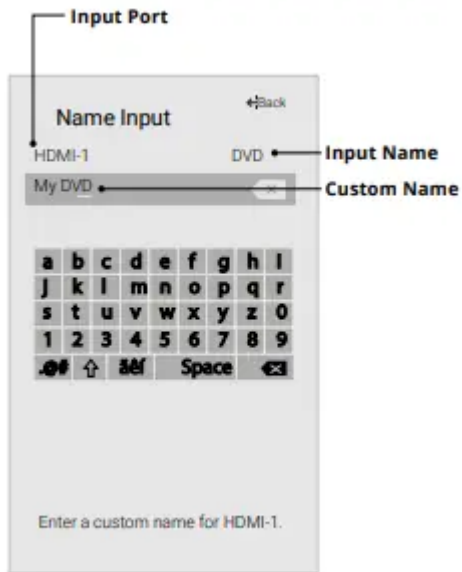 Input Port
Back
Name Input
HDMI-1 DVD Input Name
My DVD Custom Name
a b c d e f g h I
J k l m n o p q r
s t u v w x y z 0
1 2 3 4 5 6 7 8 9
.@# ãêí Space
Enter a custom name for HDMI-1.